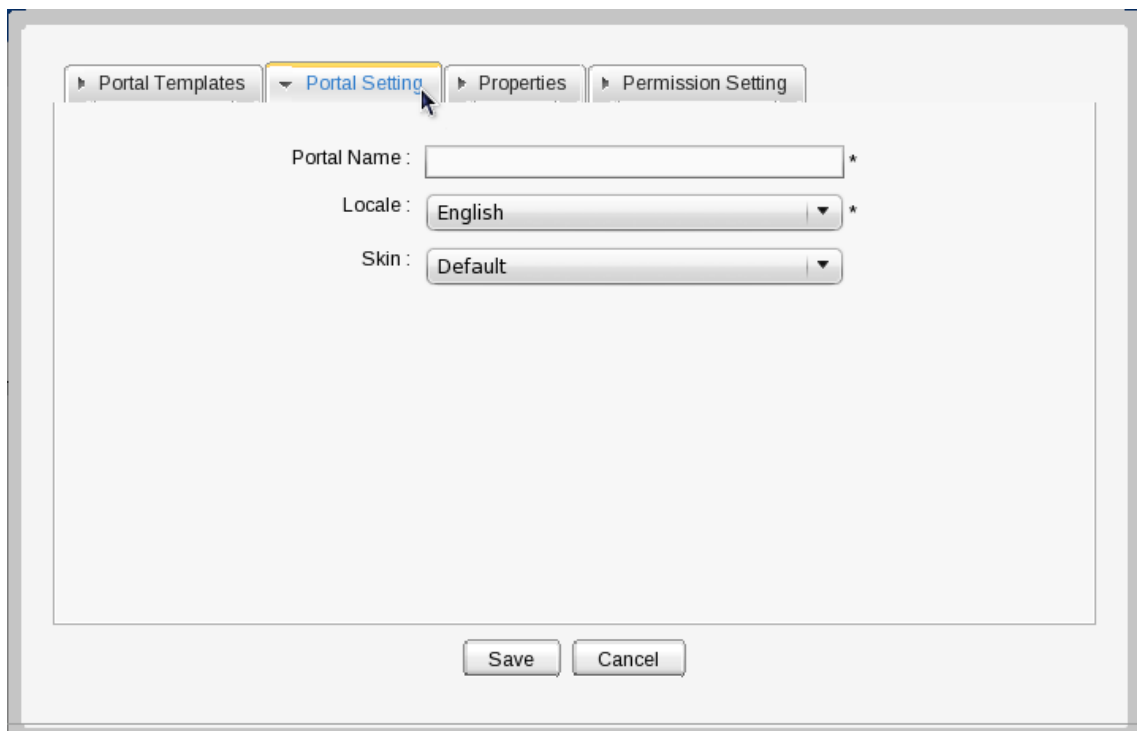 Portal Templates Portal Setting Properties Permission Setting
Portal Name : *
Locale : English *
Skin : Default
Save Cancel